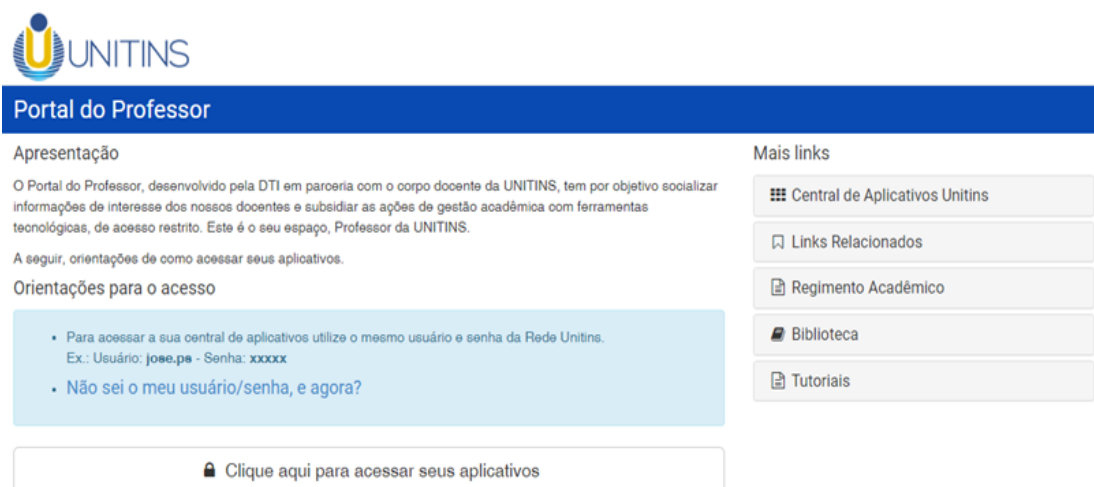 UNITINS
Portal do Professor
Apresentação
O Portal do Professor, desenvolvido pela DTI em parceria com o corpo docente da UNITINS, tem por objetivo socializar
informações de interesse dos nossos docentes e subsidiar as ações de gestão acadêmica com ferramentas
tecnológicas, de acesso restrito. Este é o seu espaço, Professor da UNITINS.
A seguir, orientações de como acessar seus aplicativos.
Orientações para o acesso
• Para acessar a sua central de aplicativos utilize o mesmo usuário e senha da Rede Unitins.
Ex.: Usuário: jose.ps - Senha: xxxxx
• Não sei o meu usuário/senha, e agora?
Clique aqui para acessar seus aplicativos
Mais links
Central de Aplicativos Unitins
Links Relacionados
Regimento Acadêmico
Biblioteca
Tutoriais